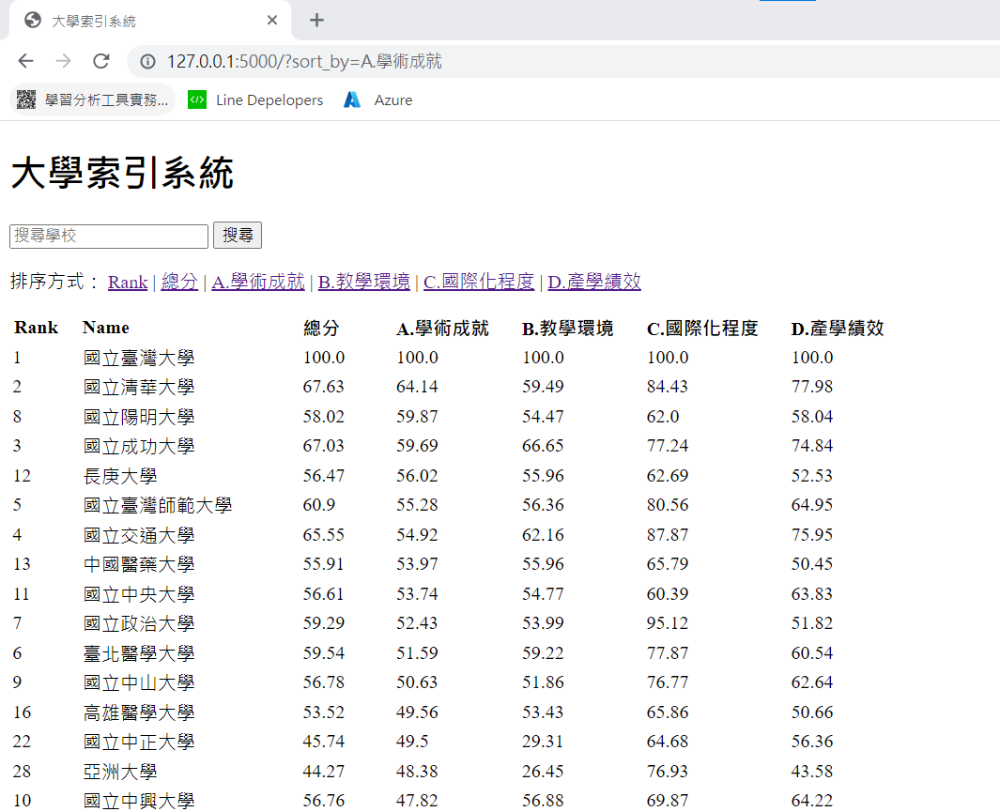 大學索引系統
127.0.0.1:5000/?sort_by=A.學術成就
學習分析工具實務... Line Depelopers Azure
大學索引系統
搜尋學校 搜尋
排序方式： Rank | 總分 | A.學術成就 | B.教學環境 | C.國際化程度 | D.產學績效
Rank Name 總分 A.學術成就 B.教學環境 C.國際化程度 D.產學績效
1 國立臺灣大學 100.0 100.0 100.0 100.0 100.0
2 國立清華大學 67.63 64.14 59.49 84.43 77.98
8 國立陽明大學 58.02 59.87 54.47 62.0 58.04
3 國立成功大學 67.03 59.69 66.65 77.24 74.84
12 長庚大學 56.47 56.02 55.96 62.69 52.53
5 國立臺灣師範大學 60.9 55.28 56.36 80.56 64.95
4 國立交通大學 65.55 54.92 62.16 87.87 75.95
13 中國醫藥大學 55.91 53.97 55.96 65.79 50.45
11 國立中央大學 56.61 53.74 54.77 60.39 63.83
7 國立政治大學 59.29 52.43 53.99 95.12 51.82
6 臺北醫學大學 59.54 51.59 59.22 77.87 60.54
9 國立中山大學 56.78 50.63 51.86 76.77 62.64
16 高雄醫學大學 53.52 49.56 53.43 65.86 50.66
22 國立中正大學 45.74 49.5 29.31 64.68 56.36
28 亞洲大學 44.27 48.38 26.45 76.93 43.58
10 國立中興大學 56.76 47.82 56.88 69.87 64.22